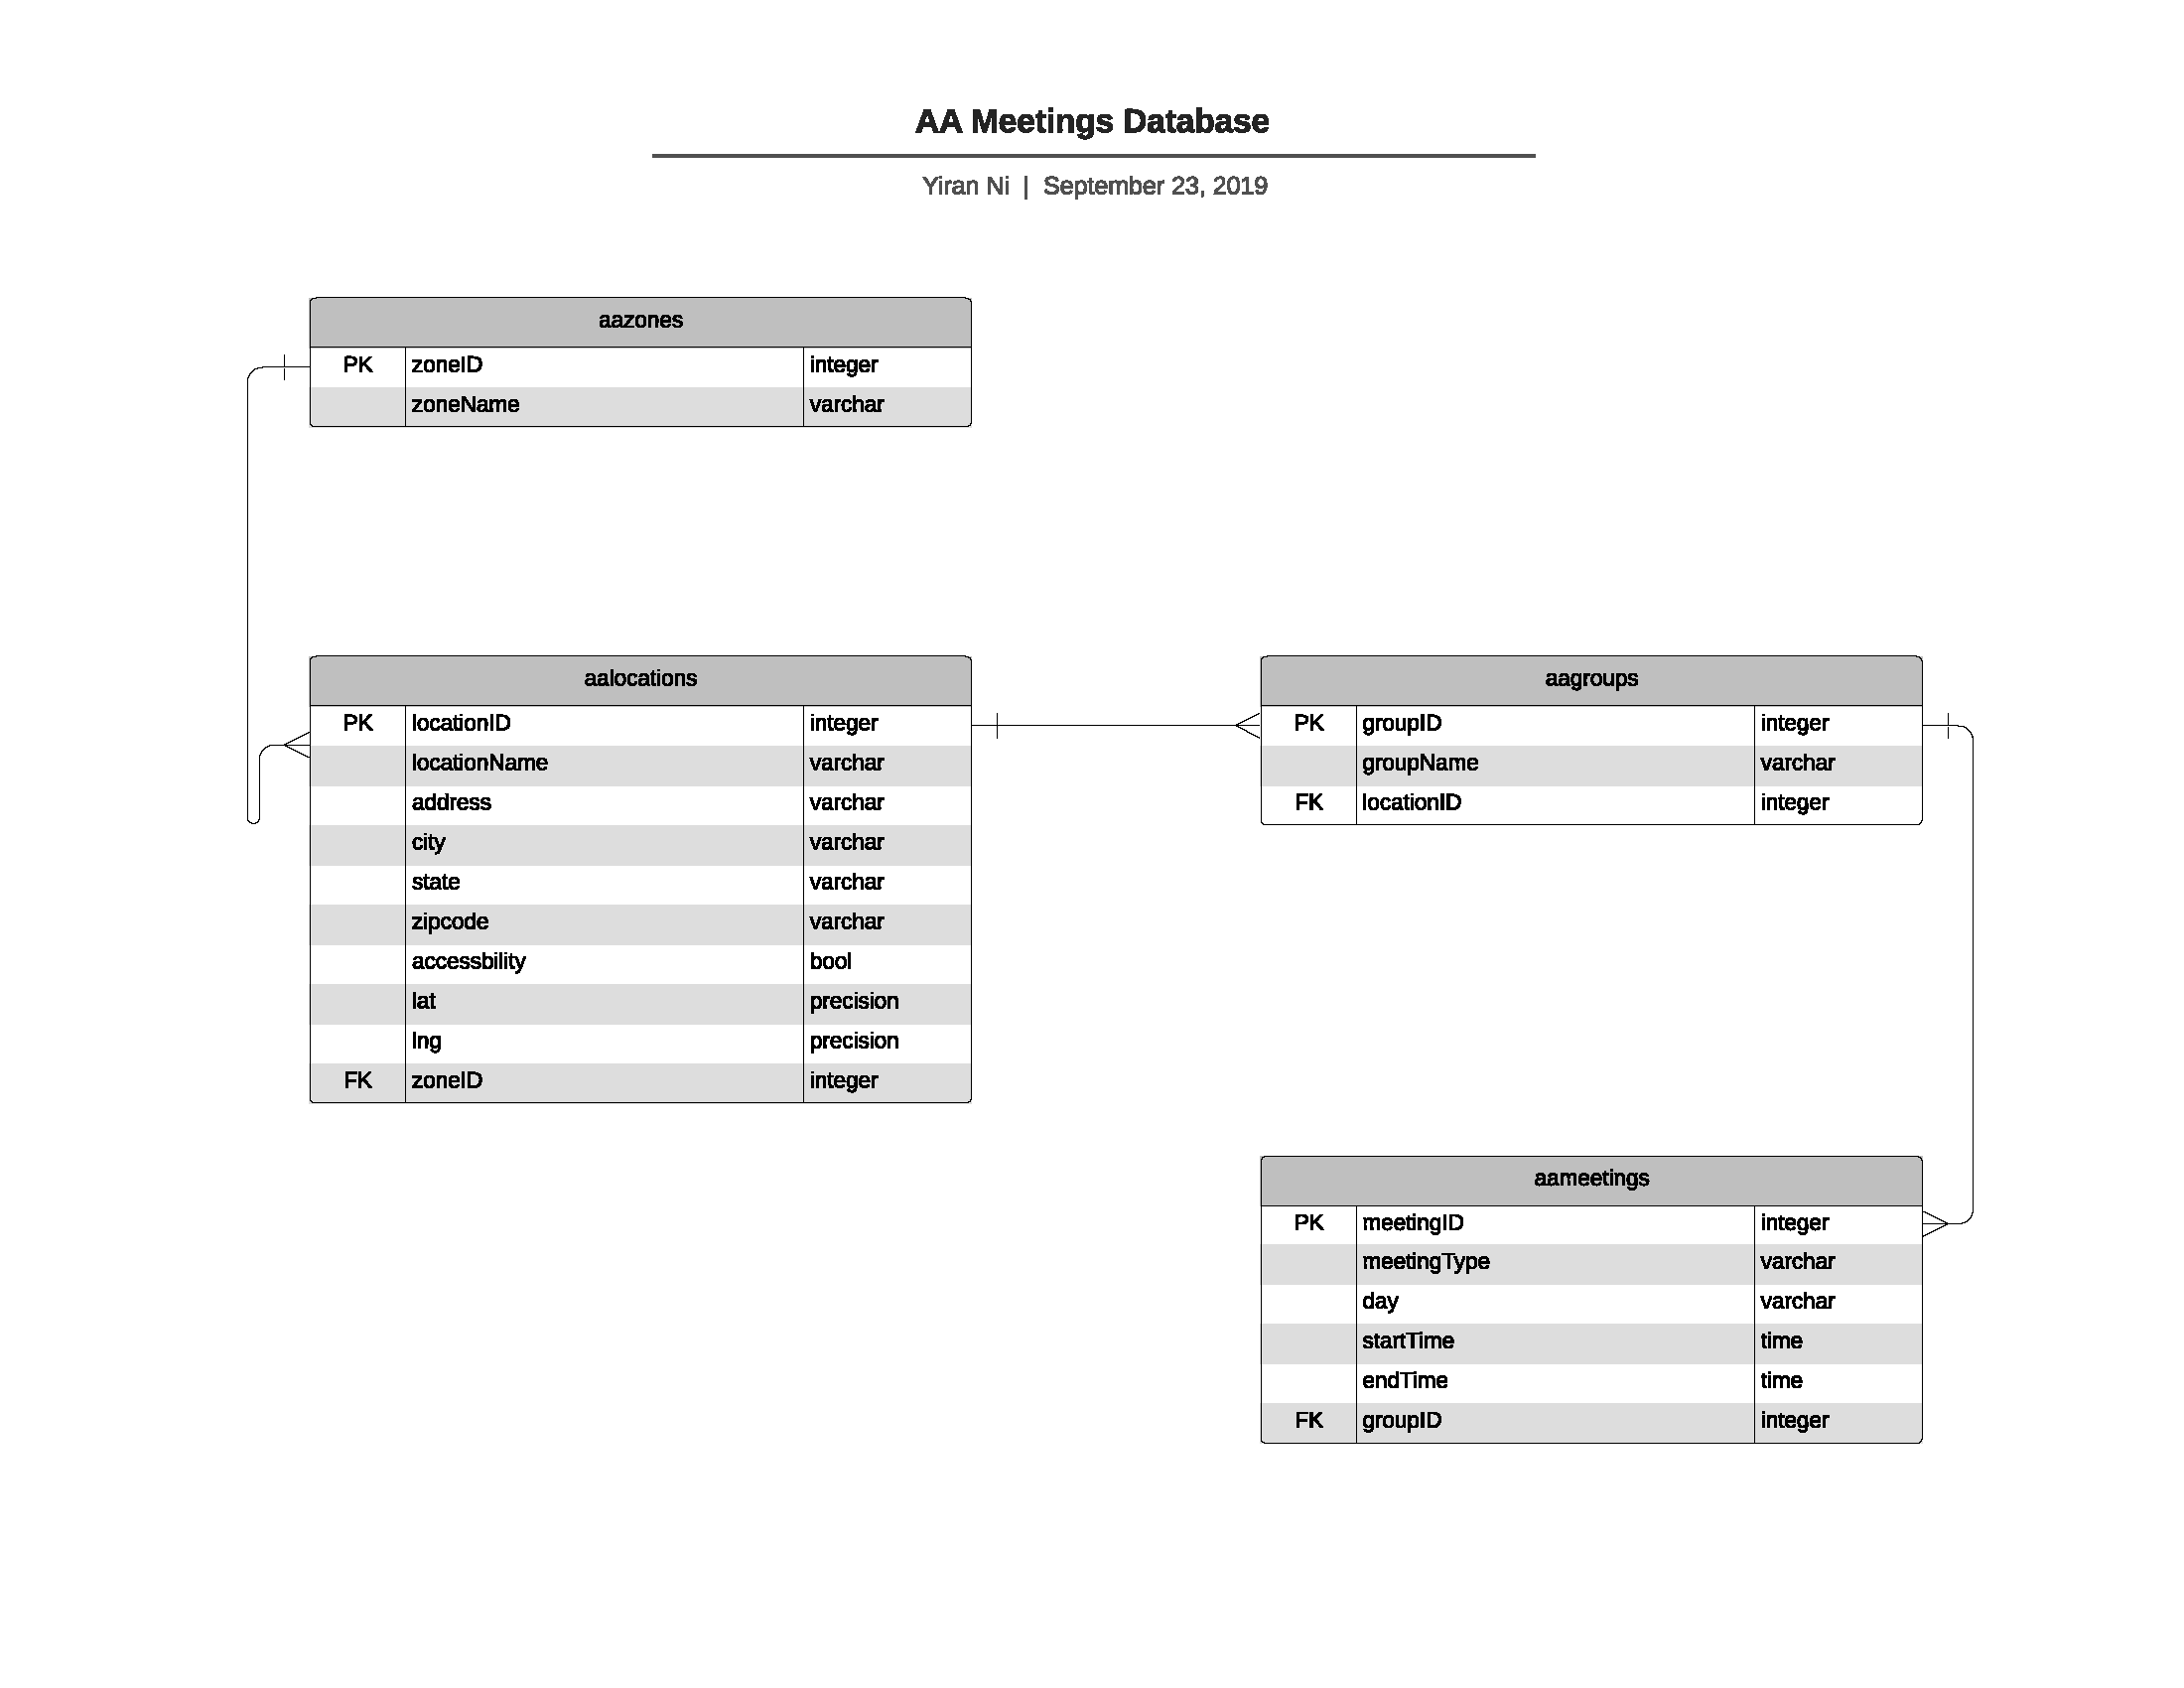 AA Meetings Database
Yiran Ni | September 23, 2019
aazones
PK zoneID integer
zoneName varchar
aalocations
PK locationID integer
locationName varchar
address varchar
city varchar
state varchar
zipcode varchar
accessbility bool
lat precision
lng precision
FK zoneID integer
aagroups
PK groupID integer
groupName varchar
FK locationID integer
aameetings
PK meetingID integer
meetingType varchar
day varchar
startTime time
endTime time
FK groupID integer